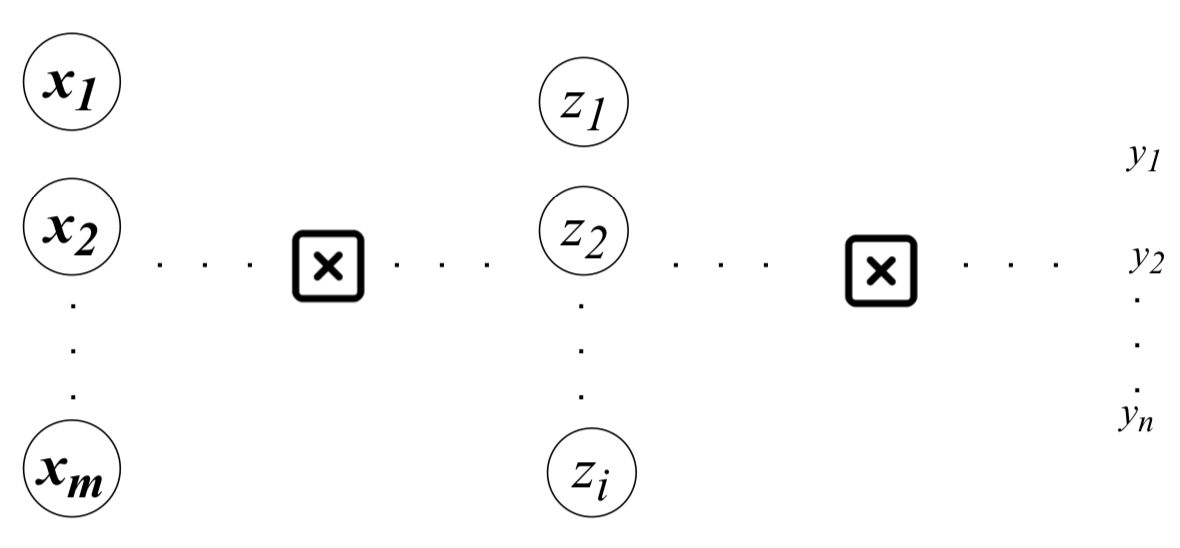 x1
z1
y1
x2
. . .
×
. . .
z2
. . .
×
. . .
y2
.
.
.
.
.
.
.
.
.
xm
zi
yn